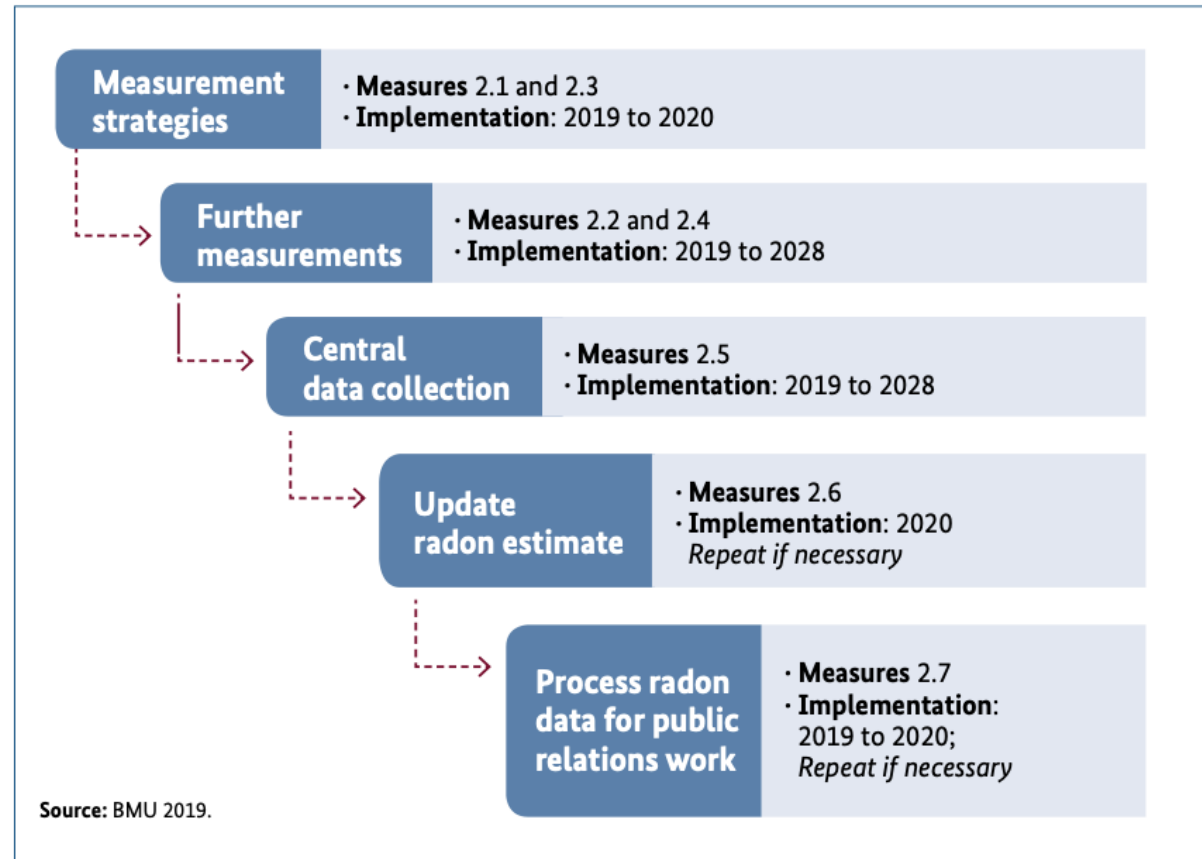 Measurement
strategies
· Measures 2.1 and 2.3
· Implementation: 2019 to 2020
Further
measurements
· Measures 2.2 and 2.4
· Implementation: 2019 to 2028
Central
data collection
· Measures 2.5
· Implementation: 2019 to 2028
Update
radon estimate
· Measures 2.6
· Implementation: 2020
Repeat if necessary
Process radon
data for public
relations work
· Measures 2.7
· Implementation:
2019 to 2020;
Repeat if necessary
Source: BMU 2019.